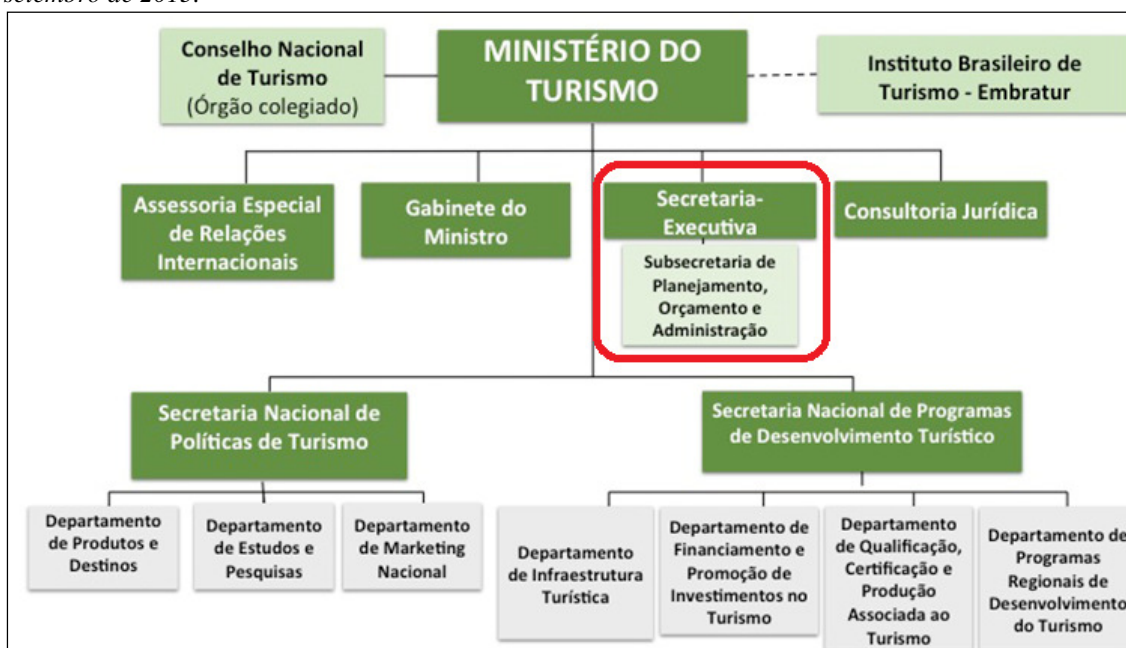 setembro de 2015.
Conselho Nacional
de Turismo
(Órgão colegiado)
MINISTÉRIO DO
TURISMO
Instituto Brasileiro de
Turismo - Embratur
Assessoria Especial
de Relações
Internacionais
Gabinete do
Ministro
Secretaria-
Executiva
Consultoria Jurídica
Subsecretaria de
Planejamento,
Orçamento e
Administração
Secretaria Nacional de
Políticas de Turismo
Secretaria Nacional de Programas
de Desenvolvimento Turístico
Departamento
de Produtos e
Destinos
Departamento
de Estudos e
Pesquisas
Departamento
de Marketing
Nacional
Departamento
de Infraestrutura
Turística
Departamento de
Financiamento e
Promoção de
Investimentos no
Turismo
Departamento
de Qualificação,
Certificação e
Produção
Associada ao
Turismo
Departamento de
Programas
Regionais de
Desenvolvimento
do Turismo